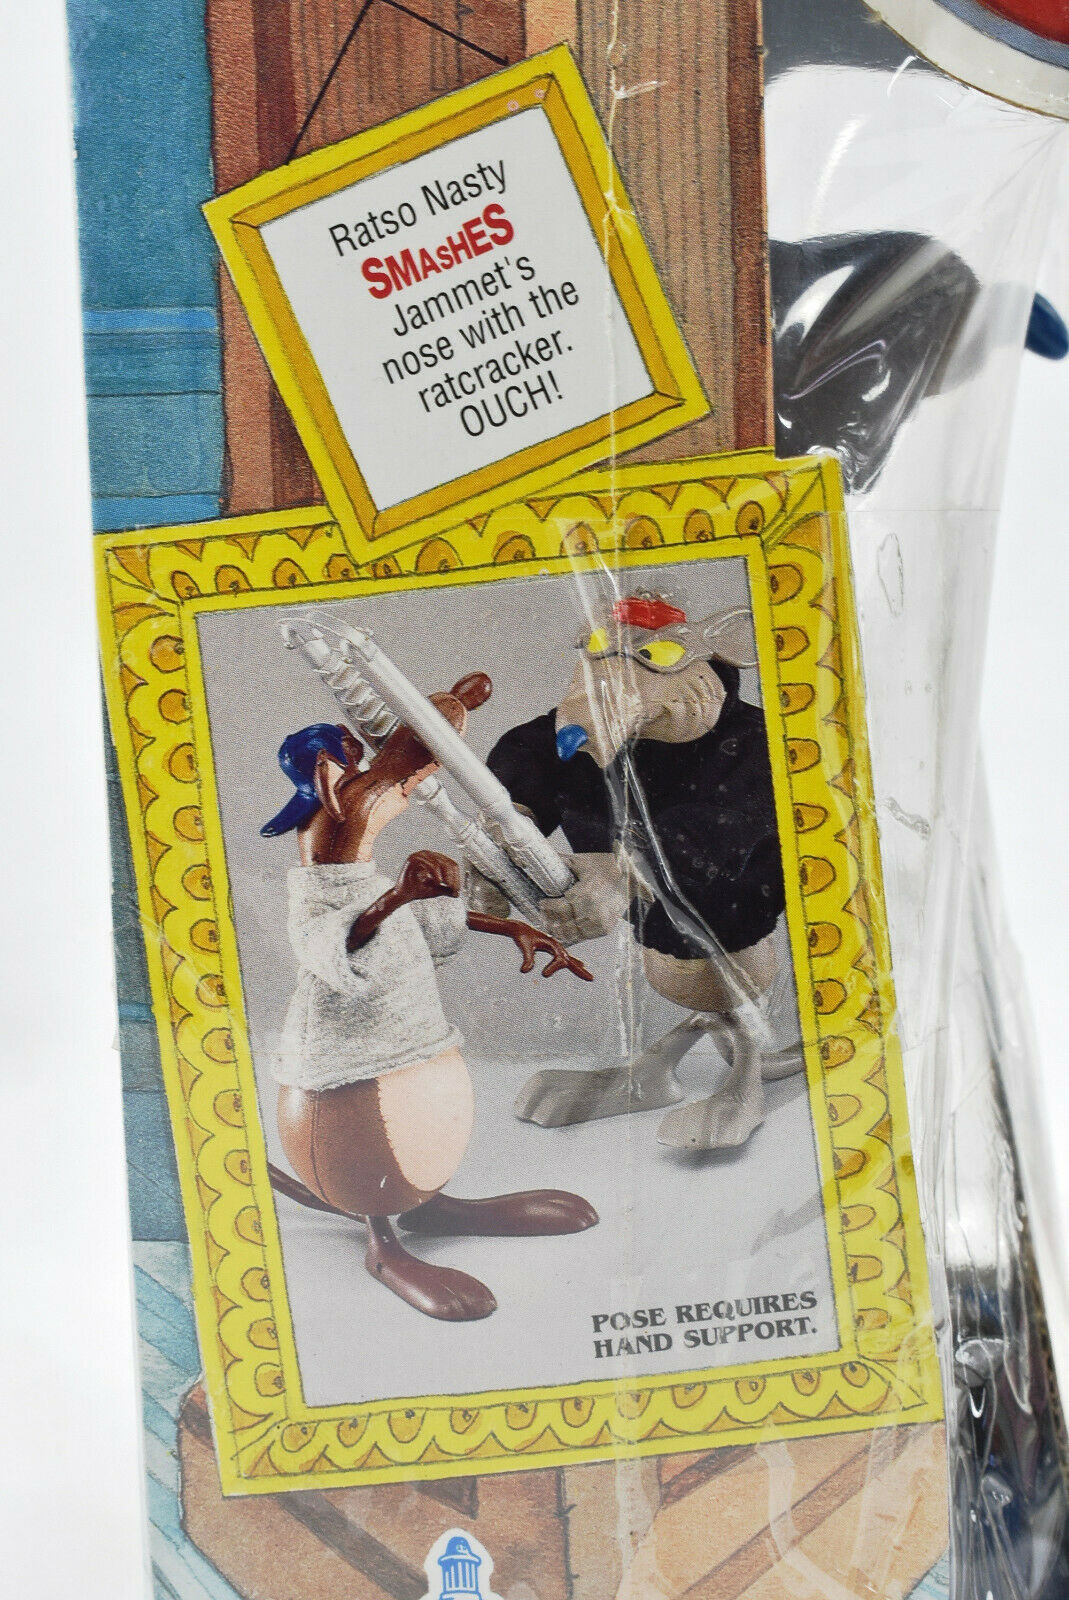 Ratso Nasty
SMAsHES
Jammet's
nose with the
ratcracker.
OUCH!
POSE REQUIRES
HAND SUPPORT.